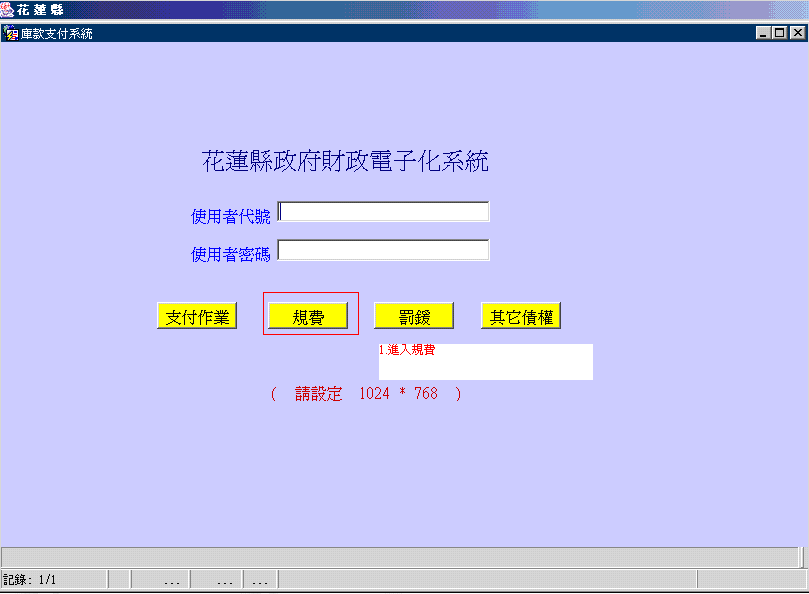 花蓮縣
庫款支付系統
花蓮縣政府財政電子化系統
使用者代號
使用者密碼
支付作業 規費 罰鍰 其它債權
1.進入規費
( 請設定 1024 * 768 )
記錄: 1/1 ... ... ...